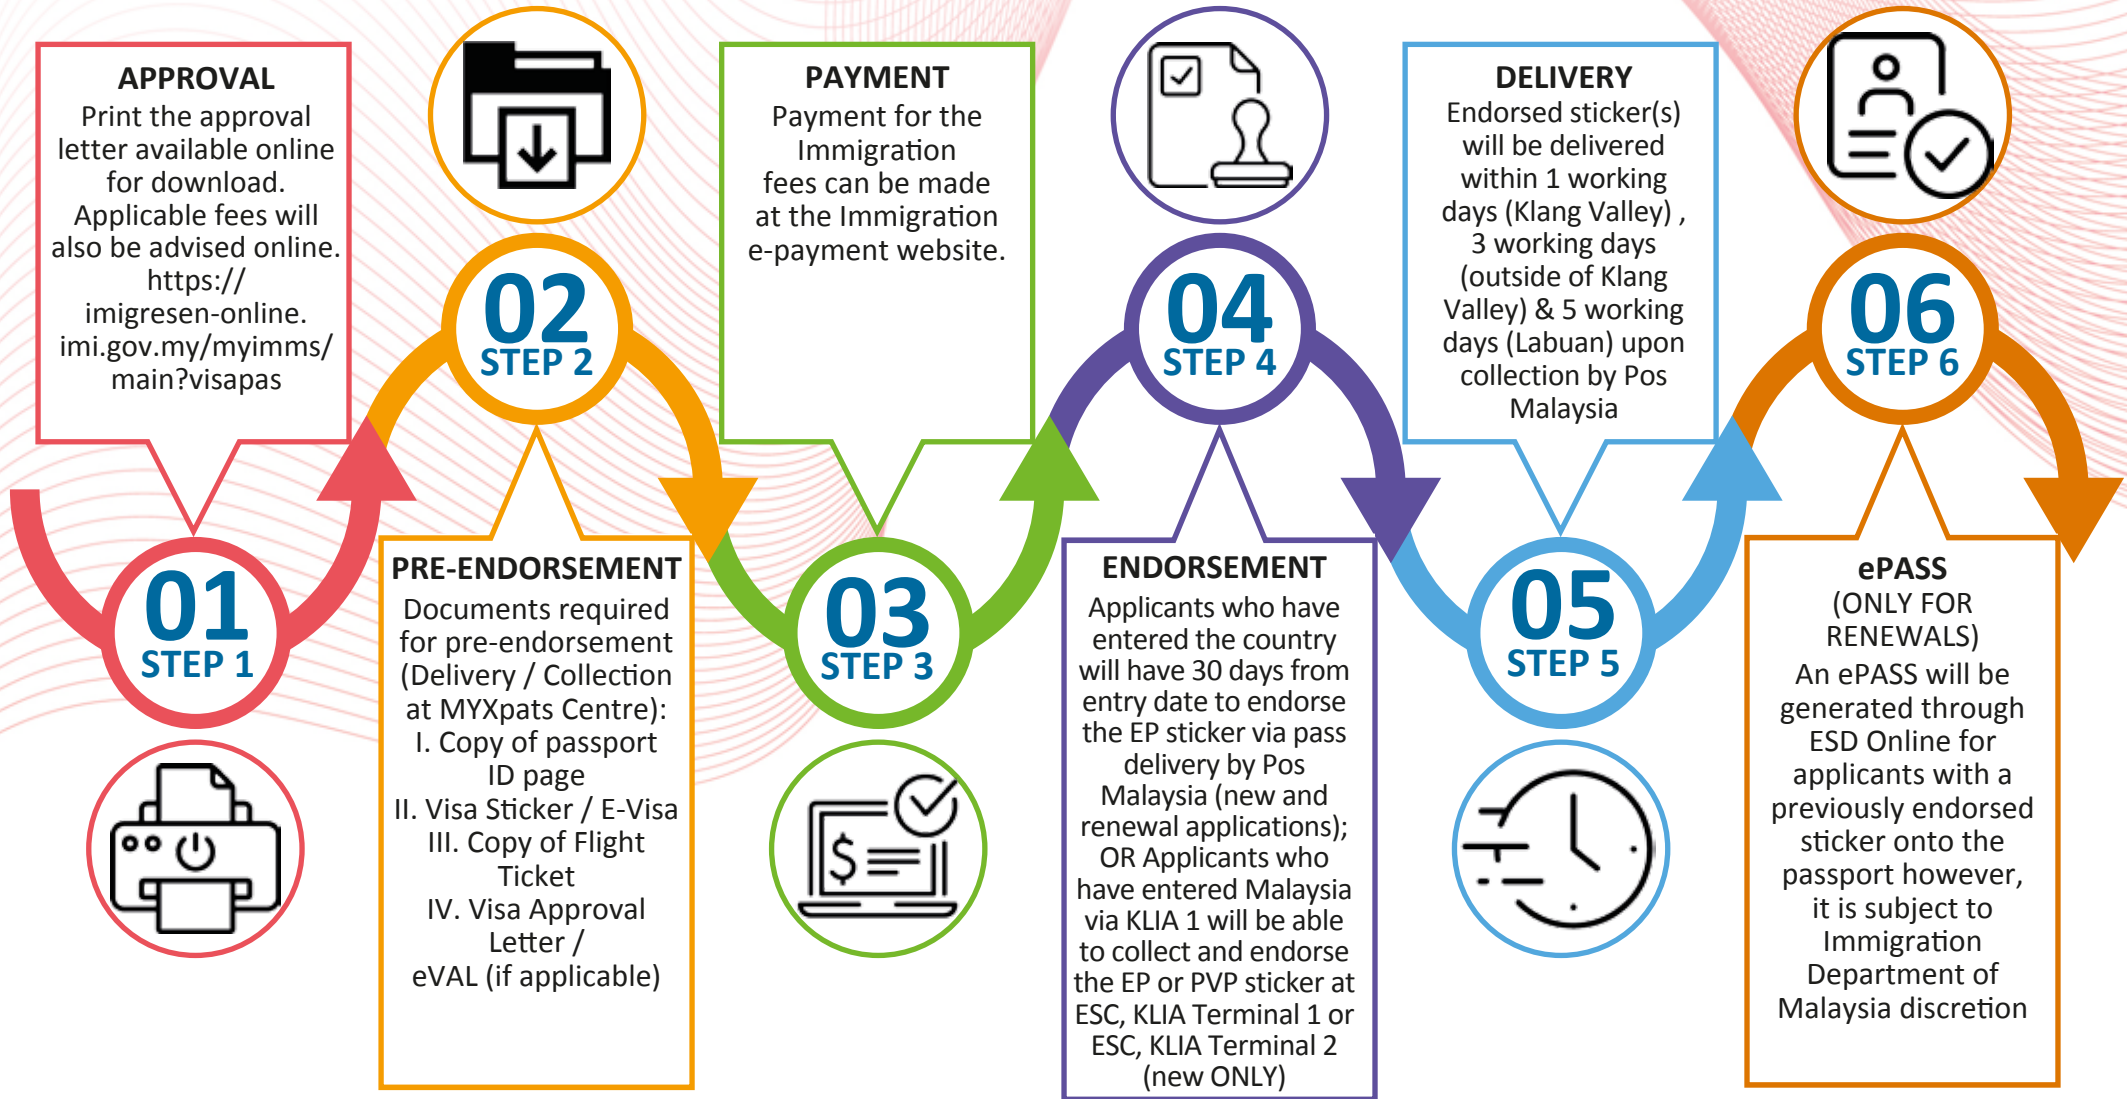 APPROVAL
Print the approval
letter available online
for download.
Applicable fees will
also be advised online.
https://
imigresen-online.
imi.gov.my/myimms/
main?visapas
01
STEP 1
02
STEP 2
PRE-ENDORSEMENT
Documents required
for pre-endorsement
(Delivery / Collection
at MYXpats Centre):
I. Copy of passport
ID page
II. Visa Sticker / E-Visa
III. Copy of Flight
Ticket
IV. Visa Approval
Letter /
eVAL (if applicable)
PAYMENT
Payment for the
Immigration
fees can be made
at the Immigration
e-payment website.
03
STEP 3
$
04
STEP 4
ENDORSEMENT
Applicants who have
entered the country
will have 30 days from
entry date to endorse
the EP sticker via pass
delivery by Pos
Malaysia (new and
renewal applications);
OR Applicants who
have entered Malaysia
via KLIA 1 will be able
to collect and endorse
the EP or PVP sticker at
ESC, KLIA Terminal 1 or
ESC, KLIA Terminal 2
(new ONLY)
DELIVERY
Endorsed sticker(s)
will be delivered
within 1 working
days (Klang Valley) ,
3 working days
(outside of Klang
Valley) & 5 working
days (Labuan) upon
collection by Pos
Malaysia
05
STEP 5
06
STEP 6
ePASS
(ONLY FOR
RENEWALS)
An ePASS will be
generated through
ESD Online for
applicants with a
previously endorsed
sticker onto the
passport however,
it is subject to
Immigration
Department of
Malaysia discretion